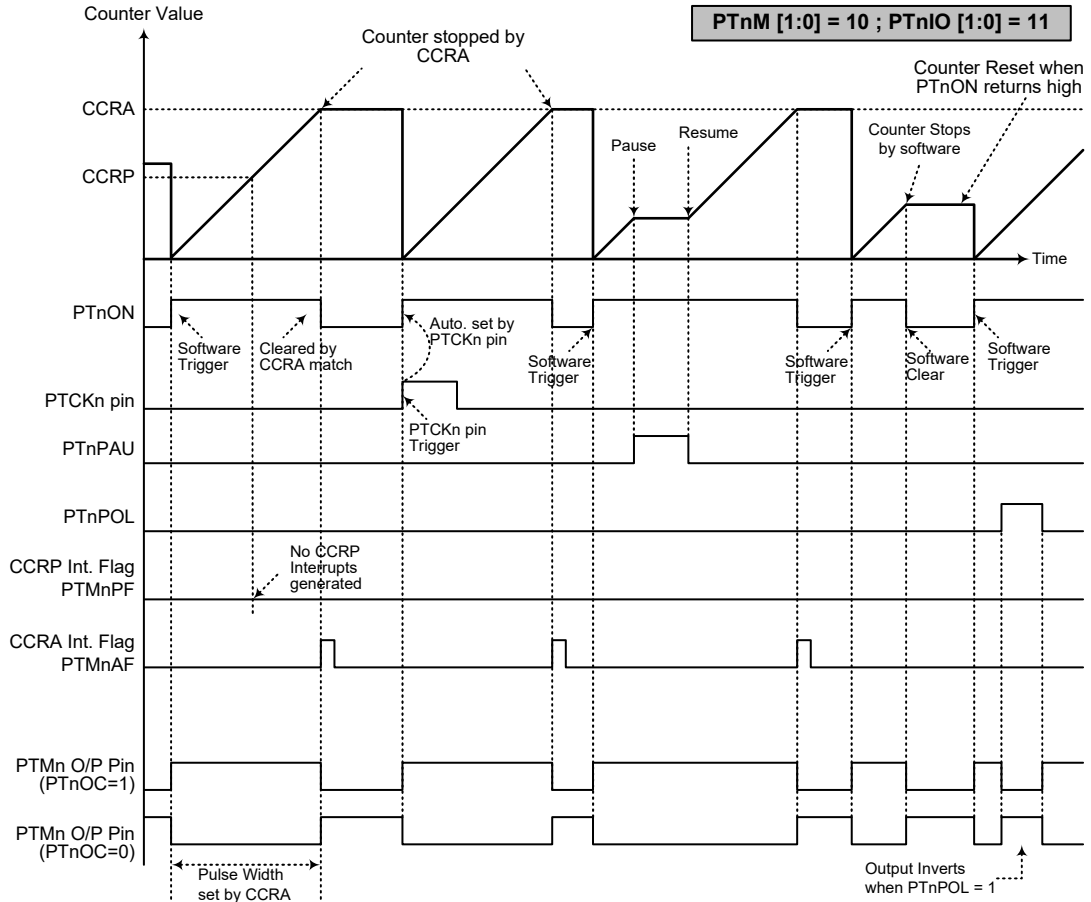 Counter Value
PTnM [1:0] = 10 ; PTnIO [1:0] = 11
Counter stopped by
CCRA
Counter Reset when
PTnON returns high
CCRA
Pause
Resume
Counter Stops
by software
CCRP
Time
PTnON
Software
Trigger
Cleared by
CCRA match
Auto. set by
PTCKn pin
Software
Trigger
Software
Trigger
Software
Clear
Software
Trigger
PTCKn pin
PTCKn pin
Trigger
PTnPAU
PTnPOL
CCRP Int. Flag
PTMnPF
No CCRP
Interrupts
generated
CCRA Int. Flag
PTMnAF
PTMn O/P Pin
(PTnOC=1)
PTMn O/P Pin
(PTnOC=0)
Pulse Width
set by CCRA
Output Inverts
when PTnPOL = 1